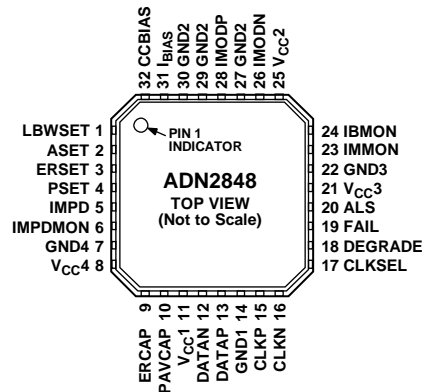 32 CCBIAS
31 IBIAS
30 GND2
29 GND2
28 IMODP
27 GND2
26 IMODN
25 VCC2
LBWSET 1
ASET 2
ERSET 3
PSET 4
IMPD 5
IMPDMON 6
GND4 7
VCC4 8
PIN 1
INDICATOR
ADN2848
TOP VIEW
(Not to Scale)
24 IBMON
23 IMMON
22 GND3
21 VCC3
20 ALS
19 FAIL
18 DEGRADE
17 CLKSEL
ERCAP 9
PAVCAP 10
VCC1 11
DATAN 12
DATAP 13
GND1 14
CLKP 15
CLKN 16